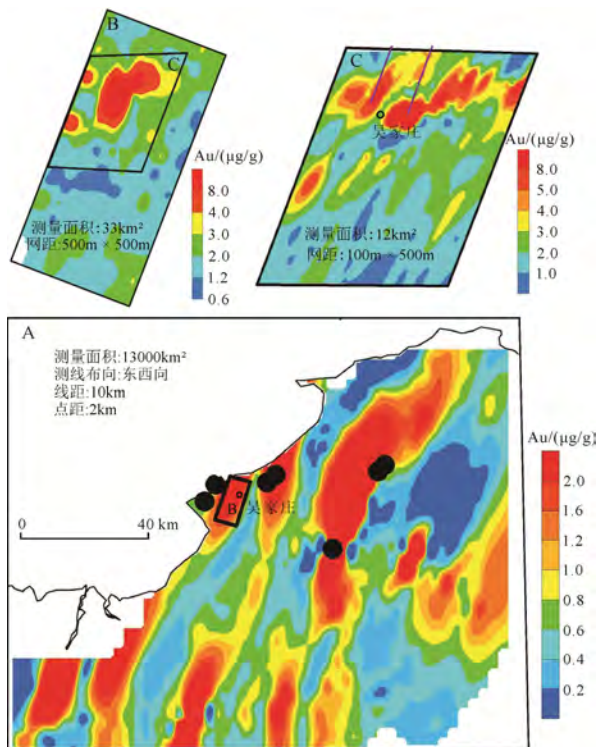 B
C
Au/(μg/g)
8.0
4.0
2.0
1.2
0.6
测量面积:33km²
网距:500m × 500m
C
吴家庄
Au/(μg/g)
8.0
5.0
4.0
2.0
1.0
测量面积:12km²
网距:100m × 500m
A
测量面积:13000km²
测线布向:东西向
线距:10km
点距:2km
B
吴家庄
0 40 km
Au/(μg/g)
2.0
1.6
1.2
1.0
0.8
0.6
0.4
0.2